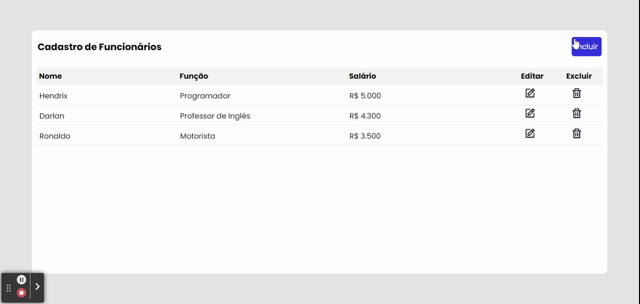 Cadastro de Funcionários
Nome Função Salário Editar Excluir
Hendrix Programador R$ 5.000
Darlan Professor de Inglês R$ 4.300
Ronaldo Motorista R$ 3.500